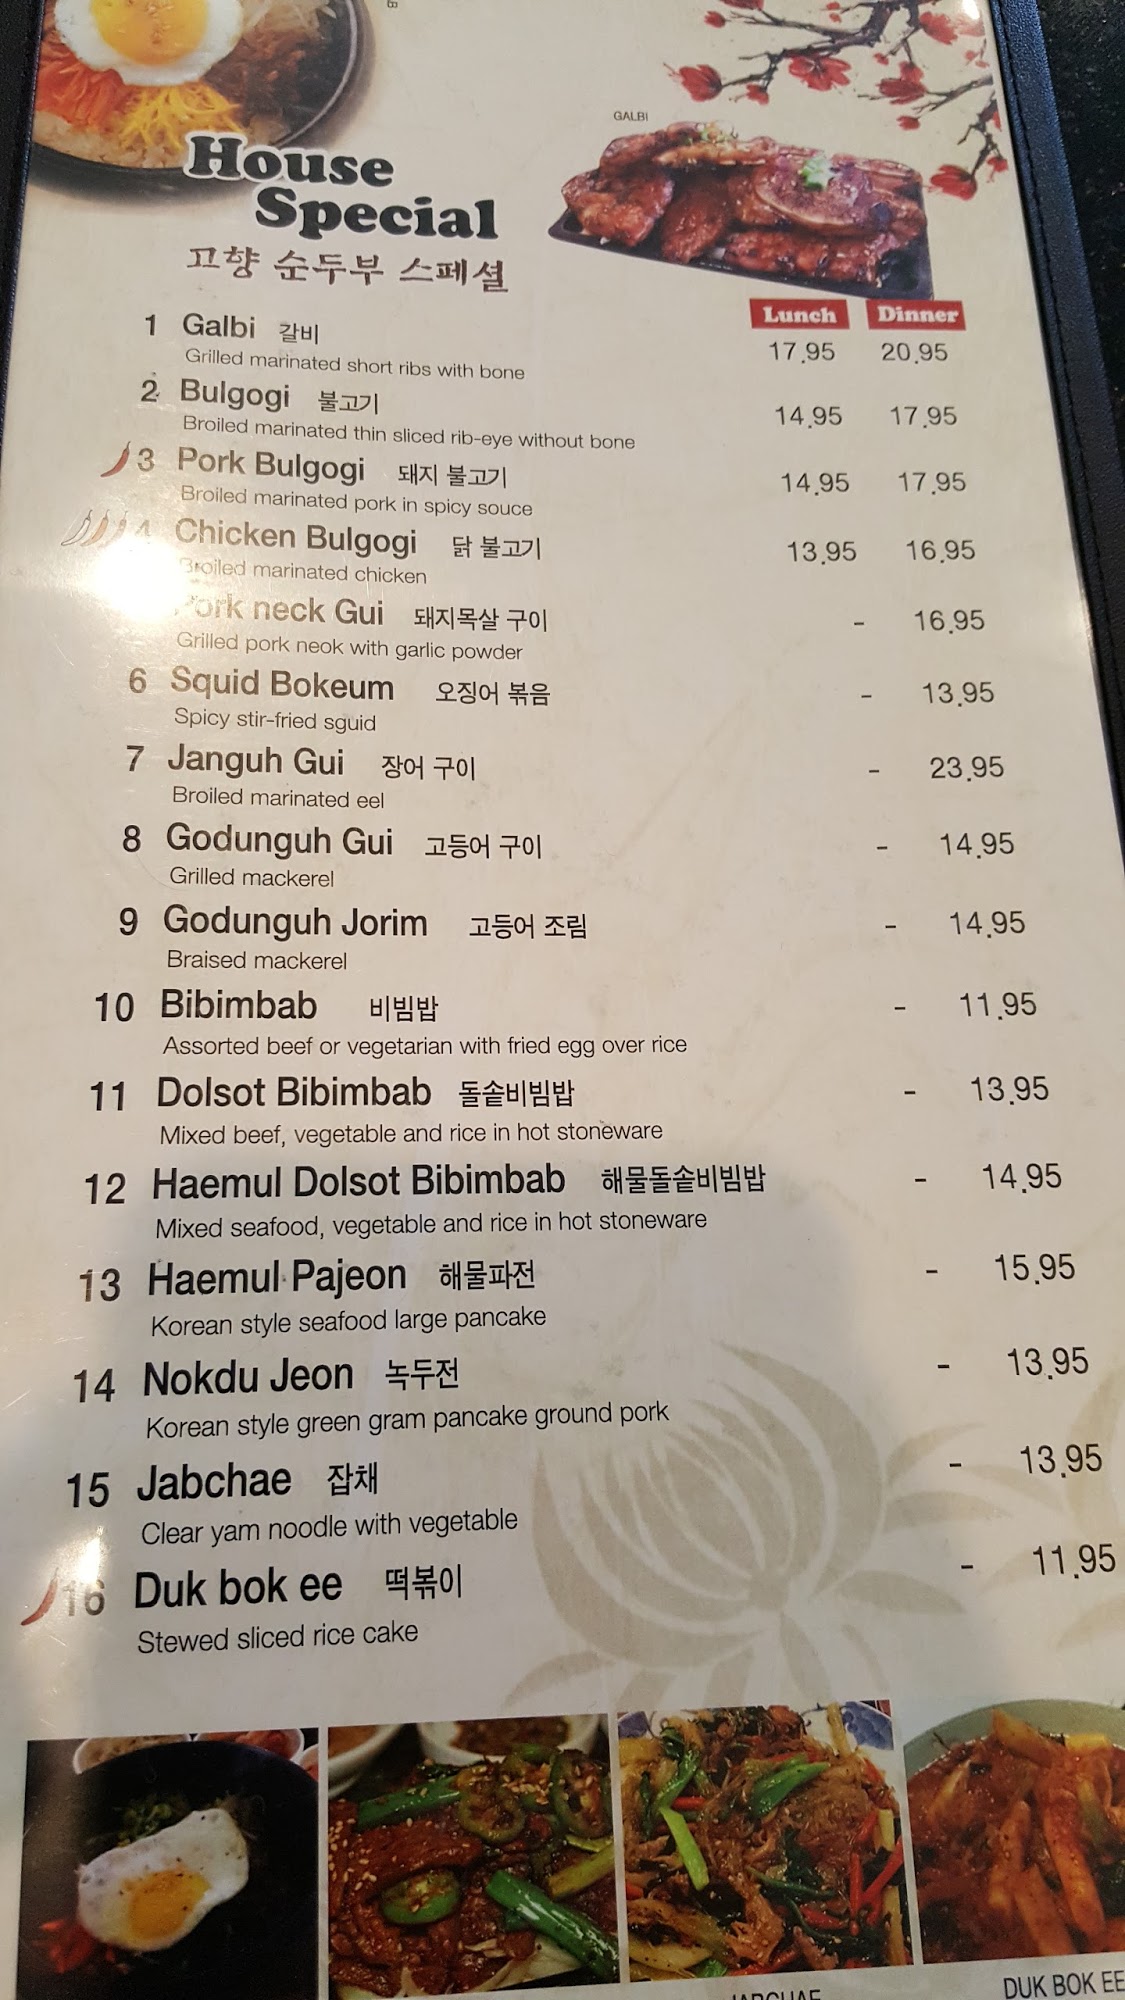 GALBI
House
Special
고향 순두부 스페셜
Lunch Dinner
1 Galbi 갈비 17.95 20.95
Grilled marinated short ribs with bone
2 Bulgogi 불고기 14.95 17.95
Broiled marinated thin sliced rib-eye without bone
3 Pork Bulgogi 돼지 불고기 14.95 17.95
Broiled marinated pork in spicy souce
4 Chicken Bulgogi 닭 불고기 13.95 16.95
Broiled marinated chicken
Pork neck Gui 돼지목살 구이 - 16.95
Grilled pork neok with garlic powder
6 Squid Bokeum 오징어 볶음 - 13.95
Spicy stir-fried sguid
7 Janguh Gui 장어 구이 - 23.95
Broiled marinated eel
8 Godunguh Gui 고등어 구이 - 14.95
Grilled mackerel
9 Godunguh Jorim 고등어 조림 - 14.95
Braised mackerel
10 Bibimbab 비빔밥 - 11.95
Assorted beef or vegetarian with fried egg over rice
11 Dolsot Bibimbab 돌솥비빔밥 - 13.95
Mixed beef, vegetable and rice in hot stoneware
12 Haemul Dolsot Bibimbab 해물돌솥비빔밥 - 14.95
Mixed seafood, vegetable and rice in hot stoneware
13 Haemul Pajeon 해물파전 - 15.95
Korean style seafood large pancake
14 Nokdu Jeon 녹두전 - 13.95
Korean style green gram pancake ground pork
15 Jabchae 잡채 - 13.95
Clear yam noodle with vegetable
16 Duk bok ee 떡볶이 - 11.95
Stewed sliced rice cake
JABCHAE
DUK BOK EE